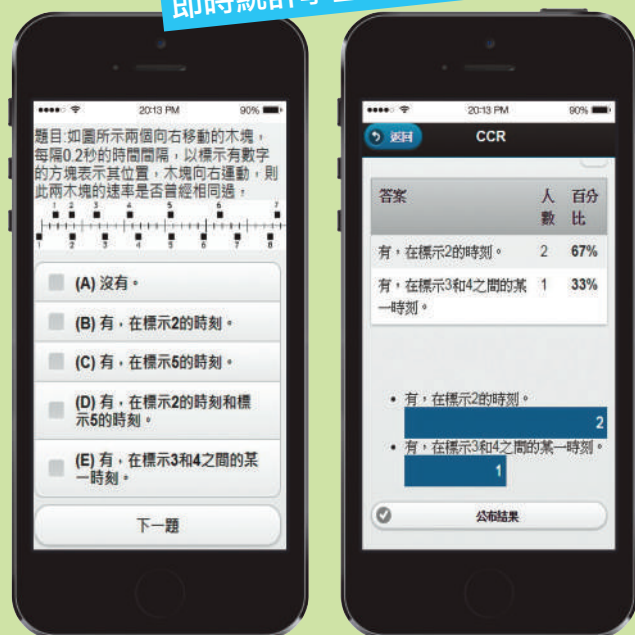 即時統計學
20:13 PM 90%
題目:如圖所示兩個向右移動的木塊,
每隔0.2秒的時間間隔,以標示有數字
的方塊表示其位置,木塊向右運動,則
此兩木塊的速率是否曾經相同過,
1 2 3 4 5 6 7
1 2 3 4 5 6 7 8
(A) 沒有。
(B) 有,在標示2的時刻。
(C) 有,在標示5的時刻。
(D) 有,在標示2的時刻和標
示5的時刻。
(E) 有,在標示3和4之間的某
一時刻。
下一題
20:13 PM 90%
返回 CCR
答案 人數 百分比
有,在標示2的時刻。 2 67%
有,在標示3和4之間的某 1 33%
一時刻。
• 有,在標示2的時刻。
2
• 有,在標示3和4之間的某一時刻。
1
公布結果